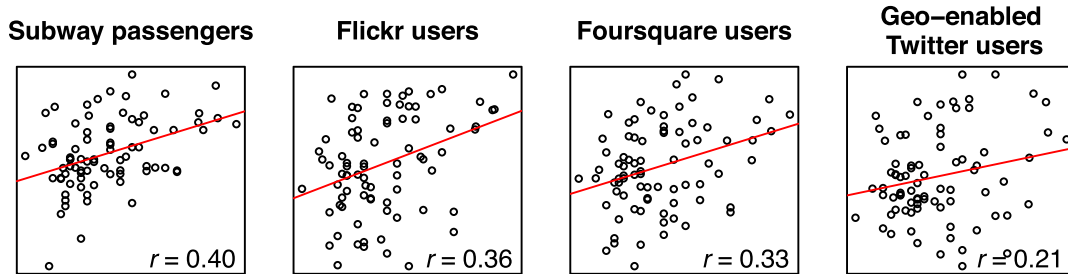 Subway passengers
Flickr users
Foursquare users
Geo–enabled
Twitter users
r = 0.40
r = 0.36
r = 0.33
r = 0.21